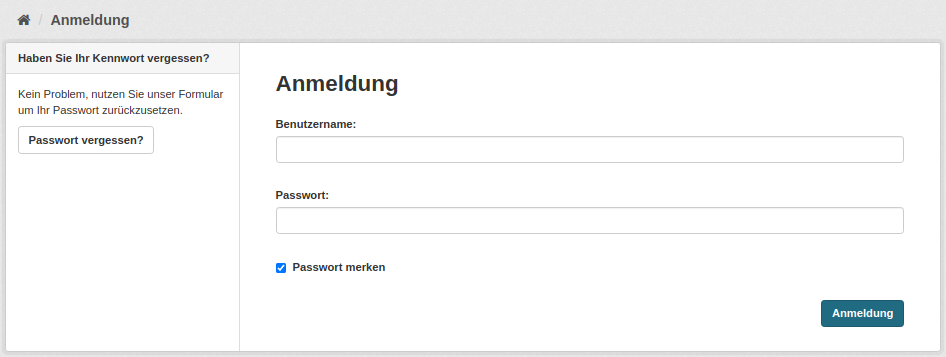 / Anmeldung
Haben Sie Ihr Kennwort vergessen?
Kein Problem, nutzen Sie unser Formular
um Ihr Passwort zurückzusetzen.
Passwort vergessen?
Anmeldung
Benutzername:
Passwort:
Passwort merken
Anmeldung